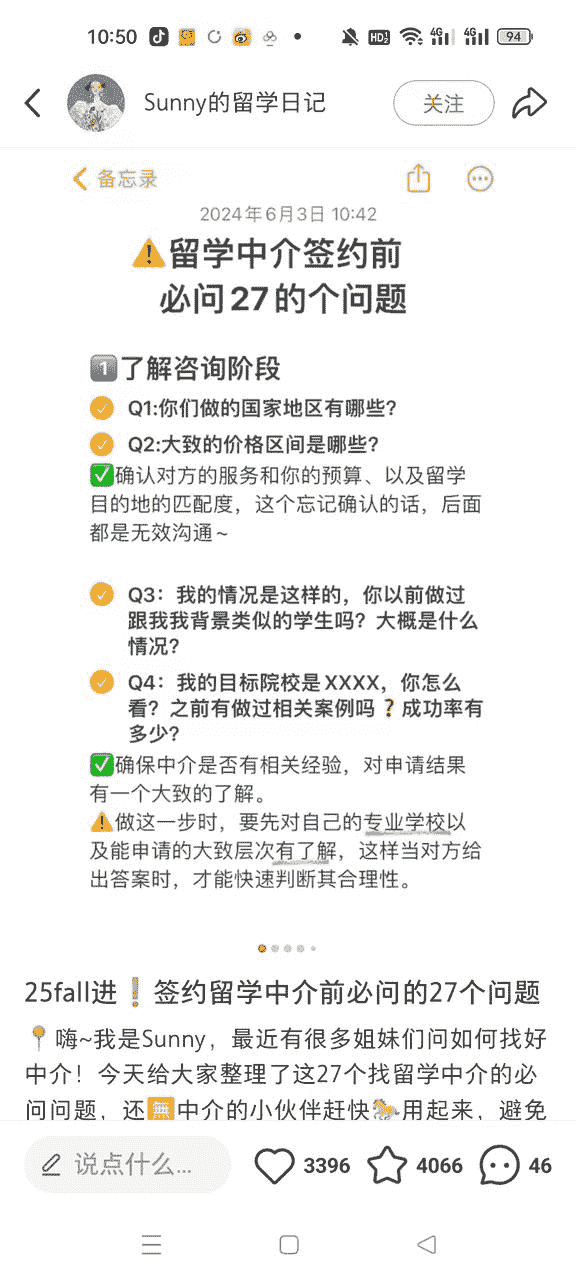 10:50
HD
4G
4G
94
Sunny的留学日记
关注
备忘录
2024年6月3日 10:42
⚠️留学中介签约前
必问27的个问题
1️⃣了解咨询阶段
Q1:你们做的国家地区有哪些?
Q2:大致的价格区间是哪些?
✅确认对方的服务和你的预算、以及留学
目的地的匹配度，这个忘记确认的话，后面
都是无效沟通~
Q3：我的情况是这样的，你以前做过
跟我我背景类似的学生吗？大概是什么
情况?
Q4：我的目标院校是XXXX，你怎么
看？之前有做过相关案例吗❓成功率有
多少?
✅确保中介是否有相关经验，对申请结果
有一个大致的了解。
⚠️做这一步时，要先对自己的专业学校以
及能申请的大致层次有了解，这样当对方给
出答案时，才能快速判断其合理性。
25fall进❗签约留学中介前必问的27个问题
📍嗨~我是Sunny，最近有很多姐妹们问如何找好
中介！今天给大家整理了这27个找留学中介的必
问问题，还🈚中介的小伙伴赶快🐎用起来，避免
说点什么...
3396
4066
46